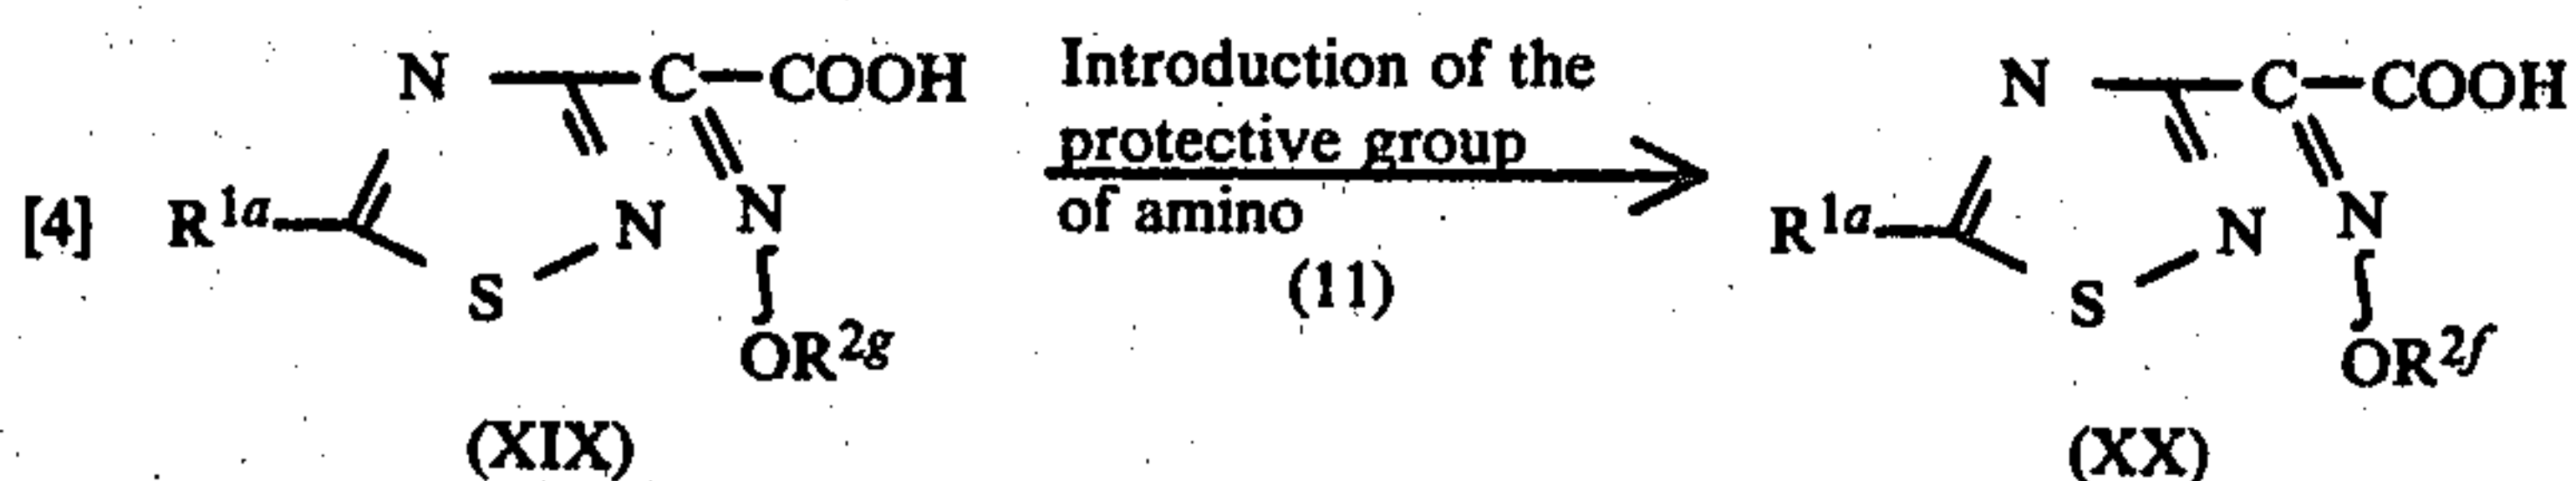 N C-COOH Introduction of the N C-COOH
protective group
[4] R1a N N of amino R1a N N
S (11) S
OR2g OR2f
(XIX) (XX)